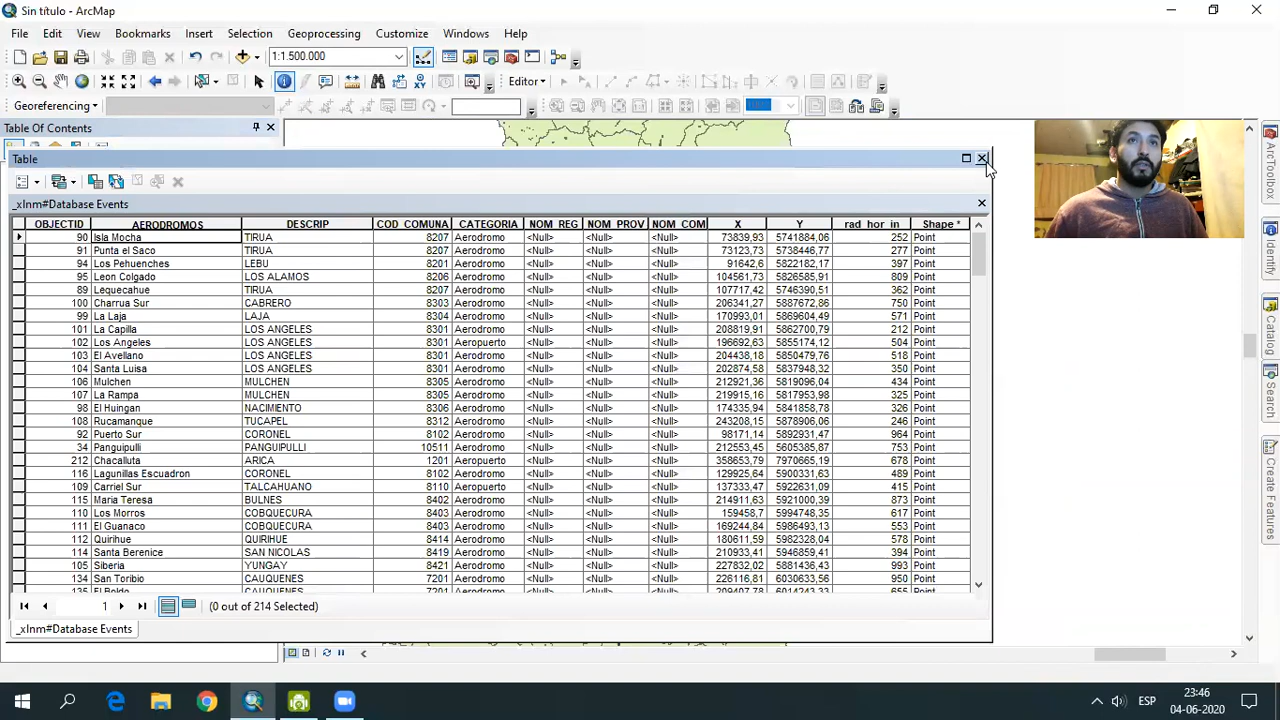 Sin título - ArcMap
File Edit View Bookmarks Insert Selection Geoprocessing Customize Windows Help
1:1.500.000
Editor
Georeferencing
Table Of Contents
Table
_xlnm#Database Events
OBJECTID AERODROMOS DESCRIP COD_COMUNA CATEGORIA NOM_REG NOM_PROV NOM_COM X Y rad_hor_in Shape *
90 Isla Mocha TIRUA 8207 Aerodromo <Null> <Null> <Null> 73839,93 5741884,06 252 Point
91 Punta el Saco TIRUA 8207 Aerodromo <Null> <Null> <Null> 73123,73 5738446,77 277 Point
94 Los Pehuenches LEBU 8201 Aerodromo <Null> <Null> <Null> 91642,6 5822182,17 397 Point
95 Leon Colgado LOS ALAMOS 8206 Aerodromo <Null> <Null> <Null> 104561,73 5826585,91 809 Point
89 Lequecahue TIRUA 8207 Aerodromo <Null> <Null> <Null> 107717,42 5746390,51 362 Point
100 Charrua Sur CABRERO 8303 Aerodromo <Null> <Null> <Null> 206341,27 5887672,86 750 Point
99 La Laja LAJA 8304 Aerodromo <Null> <Null> <Null> 170993,01 5869604,49 571 Point
101 La Capilla LOS ANGELES 8301 Aerodromo <Null> <Null> <Null> 208819,91 5862700,79 212 Point
102 Los Angeles LOS ANGELES 8301 Aeropuerto <Null> <Null> <Null> 196692,63 5855174,12 504 Point
103 El Avellano LOS ANGELES 8301 Aerodromo <Null> <Null> <Null> 204438,18 5850479,76 518 Point
104 Santa Luisa LOS ANGELES 8301 Aerodromo <Null> <Null> <Null> 202874,58 5837948,32 350 Point
106 Mulchen MULCHEN 8305 Aerodromo <Null> <Null> <Null> 212921,36 5819096,04 434 Point
107 La Rampa MULCHEN 8305 Aerodromo <Null> <Null> <Null> 219915,16 5817953,98 325 Point
98 El Huingan NACIMIENTO 8306 Aerodromo <Null> <Null> <Null> 174335,94 5841858,78 326 Point
108 Rucamanque TUCAPEL 8312 Aerodromo <Null> <Null> <Null> 243208,15 5878906,06 246 Point
92 Puerto Sur CORONEL 8102 Aerodromo <Null> <Null> <Null> 98171,14 5892931,47 964 Point
34 Panguipulli PANGUIPULLI 10511 Aerodromo <Null> <Null> <Null> 212553,45 5605385,87 753 Point
212 Chacalluta ARICA 1201 Aeropuerto <Null> <Null> <Null> 358653,79 7970665,19 678 Point
116 Lagunillas Escuadron CORONEL 8102 Aerodromo <Null> <Null> <Null> 129925,64 5900331,63 489 Point
109 Carriel Sur TALCAHUANO 8110 Aeropuerto <Null> <Null> <Null> 137333,47 5922631,09 415 Point
115 Maria Teresa BULNES 8402 Aerodromo <Null> <Null> <Null> 214911,63 5921000,39 873 Point
110 Los Morros COBQUECURA 8403 Aerodromo <Null> <Null> <Null> 159458,7 5994748,35 617 Point
111 El Guanaco COBQUECURA 8403 Aerodromo <Null> <Null> <Null> 169244,84 5986493,13 553 Point
112 Quirihue QUIRIHUE 8414 Aerodromo <Null> <Null> <Null> 180611,59 5982328,04 578 Point
114 Santa Berenice SAN NICOLAS 8419 Aerodromo <Null> <Null> <Null> 210933,41 5946859,41 394 Point
105 Siberia YUNGAY 8421 Aerodromo <Null> <Null> <Null> 227832,02 5881436,43 993 Point
134 San Toribio CAUQUENES 7201 Aerodromo <Null> <Null> <Null> 226116,81 6030633,56 950 Point
1 (0 out of 214 Selected)
_xlnm#Database Events
ArcToolbox
Identify
Catalog
Search
Create Features
ESP
23:46
04-06-2020